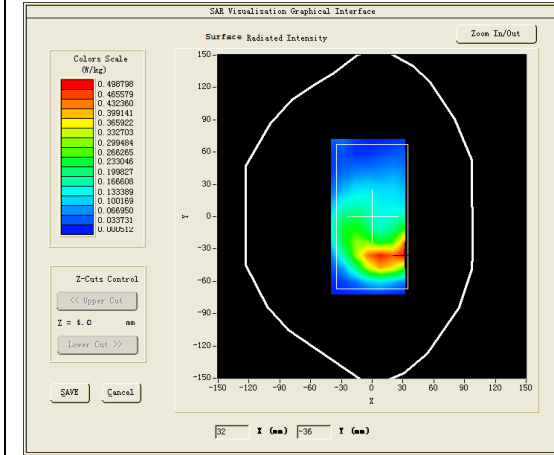 SAR Visualisation Graphical Interface
Surface Radiated Intensity
Zoom In/Out
Colors Scale
(W/kg)
0.498798
0.465579
0.432360
0.399141
0.365922
0.332703
0.299484
0.266265
0.233046
0.199827
0.166608
0.133389
0.100169
0.066950
0.033731
0.000512
150
120
90
60
30
0
-30
-60
-90
-120
-150
Y
-150 -120 -90 -60 -30 0 30 60 90 120 150
X
Z-Cuts Control
<< Upper Cut
Z = 4.0 mm
Lower Cut >>
SAVE Cancel
32 X (mm) -36 Y (mm)